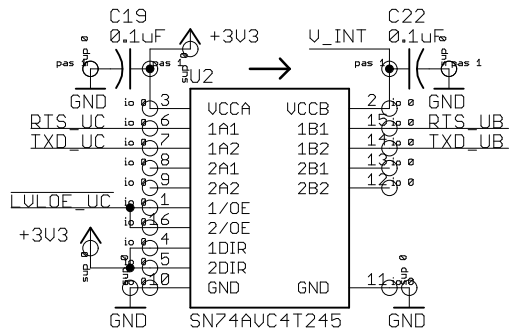 C19 C22
0.1uF +3V3 V_INT 0.1uF
pas 1 pas 1 pas 1 pas 1
GND U2 GND
3 VCCA VCCB 2
RTS_UC 6 1A1 1B1 15 RTS_UB
TXD_UC 7 1A2 1B2 14 TXD_UB
8 2A1 2B1 13
9 2A2 2B2 12
LVLOE_UC 1 1/OE
16 2/OE
+3V3 4 1DIR
5 2DIR
10 GND GND 11
GND SN74AVC4T245 GND